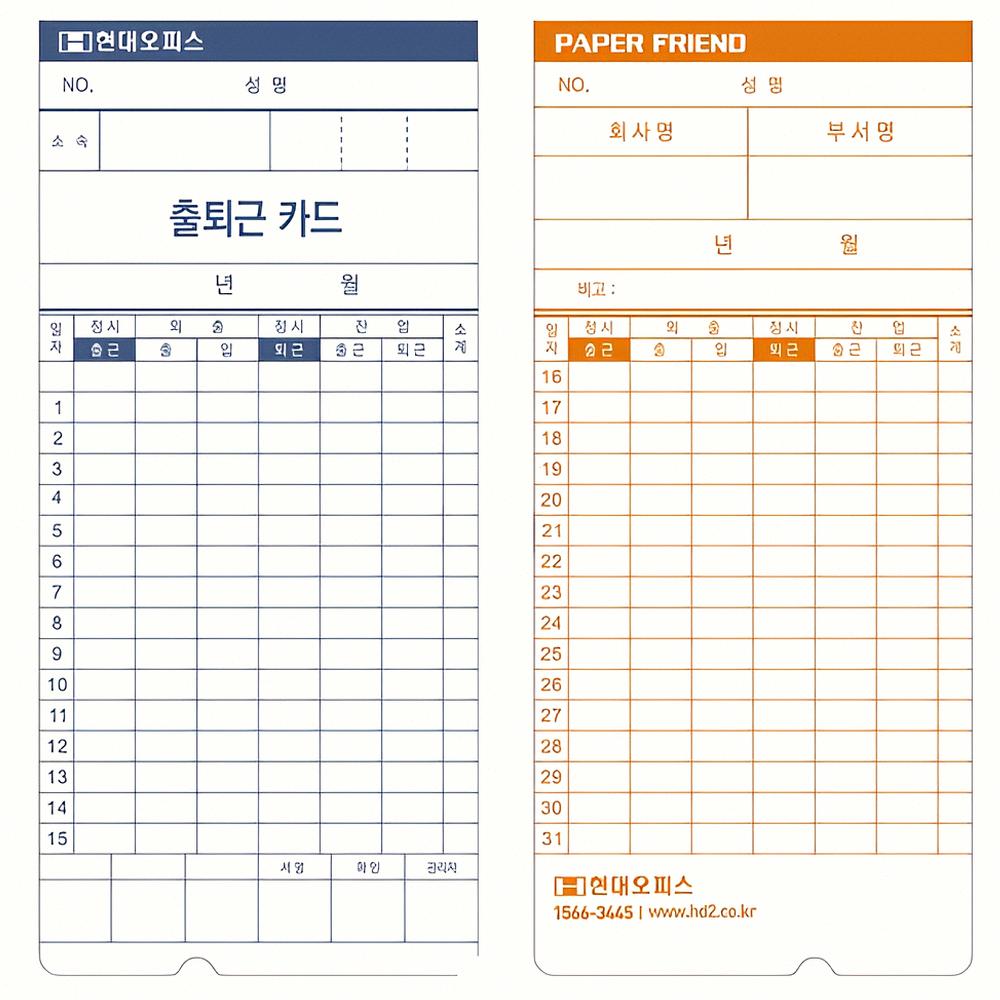 현대오피스
NO. 성 명
소 속
출퇴근 카드
년 월
일자 정시 외 출 정시 잔 업 소계
출근 출 입 퇴근 출근 퇴근
1
2
3
4
5
6
7
8
9
10
11
12
13
14
15
서명 확인 관리자
PAPER FRIEND
NO. 성 명
회사명 부서명
년 월
비고 :
일자 정시 외 출 정시 잔 업 소계
출근 출 입 퇴근 출근 퇴근
16
17
18
19
20
21
22
23
24
25
26
27
28
29
30
31
현대오피스
1566-3445 | www.hd2.co.kr